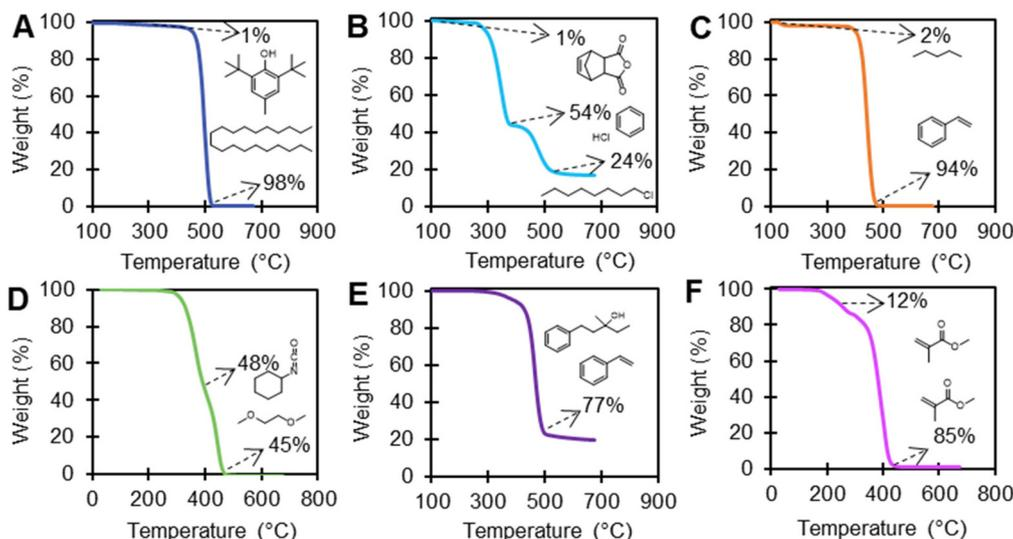 A
Weight (%)
100
80
60
40
20
0
1%
OH
98%
100 300 500 700 900
Temperature (°C)
B
Weight (%)
100
80
60
40
20
0
1%
O
O
O
54%
HCl
24%
Cl
100 300 500 700 900
Temperature (°C)
C
Weight (%)
100
80
60
40
20
0
2%
94%
100 300 500 700 900
Temperature (°C)
D
Weight (%)
100
80
60
40
20
0
48%
O
C
N
O
O
45%
0 200 400 600 800
Temperature (°C)
E
Weight (%)
100
80
60
40
20
0
OH
77%
100 300 500 700 900
Temperature (°C)
F
Weight (%)
100
80
60
40
20
0
12%
O
O
O
O
85%
0 200 400 600 800
Temperature (°C)